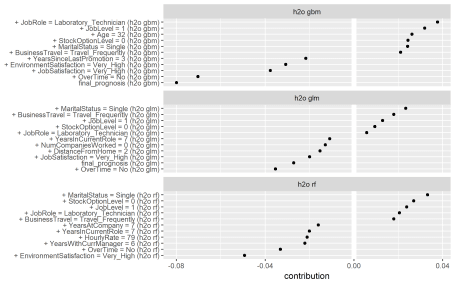 h2o gbm
+ JobRole = Laboratory_Technician (h2o gbm)
+ JobLevel = 1 (h2o gbm)
+ Age = 32 (h2o gbm)
+ StockOptionLevel = 0 (h2o gbm)
+ MaritalStatus = Single (h2o gbm)
+ BusinessTravel = Travel_Frequently (h2o gbm)
+ YearsSinceLastPromotion = 3 (h2o gbm)
+ EnvironmentSatisfaction = Very_High (h2o gbm)
+ JobSatisfaction = Very_High (h2o gbm)
+ OverTime = No (h2o gbm)
final_prognosis (h2o gbm)
h2o glm
+ MaritalStatus = Single (h2o glm)
+ BusinessTravel = Travel_Frequently (h2o glm)
+ JobLevel = 1 (h2o glm)
+ StockOptionLevel = 0 (h2o glm)
+ JobRole = Laboratory_Technician (h2o glm)
+ YearsInCurrentRole = 7 (h2o glm)
+ NumCompaniesWorked = 0 (h2o glm)
+ DistanceFromHome = 2 (h2o glm)
+ JobSatisfaction = Very_High (h2o glm)
final_prognosis (h2o glm)
+ OverTime = No (h2o glm)
h2o rf
+ MaritalStatus = Single (h2o rf)
+ StockOptionLevel = 0 (h2o rf)
+ JobLevel = 1 (h2o rf)
+ JobRole = Laboratory_Technician (h2o rf)
+ BusinessTravel = Travel_Frequently (h2o rf)
+ YearsAtCompany = 7 (h2o rf)
+ YearsInCurrentRole = 7 (h2o rf)
+ HourlyRate = 79 (h2o rf)
+ YearsWithCurrManager = 6 (h2o rf)
+ OverTime = No (h2o rf)
+ EnvironmentSatisfaction = Very_High (h2o rf)
-0.08 -0.04 0.00 0.04
contribution